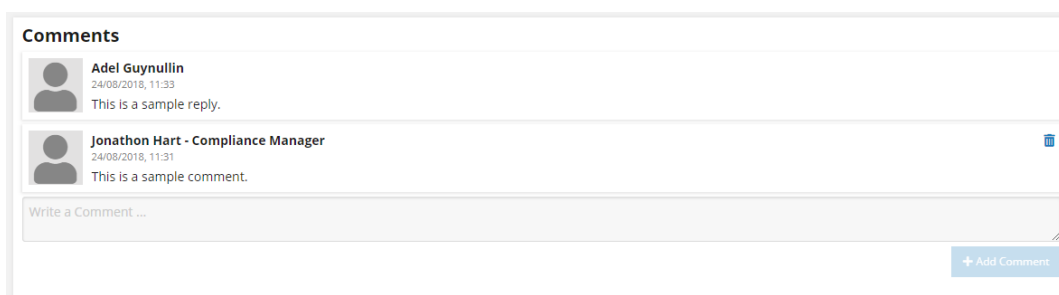 Comments
Adel Guynullin
24/08/2018, 11:33
This is a sample reply.
Jonathon Hart - Compliance Manager
24/08/2018, 11:31
This is a sample comment.
Write a Comment ...
+ Add Comment